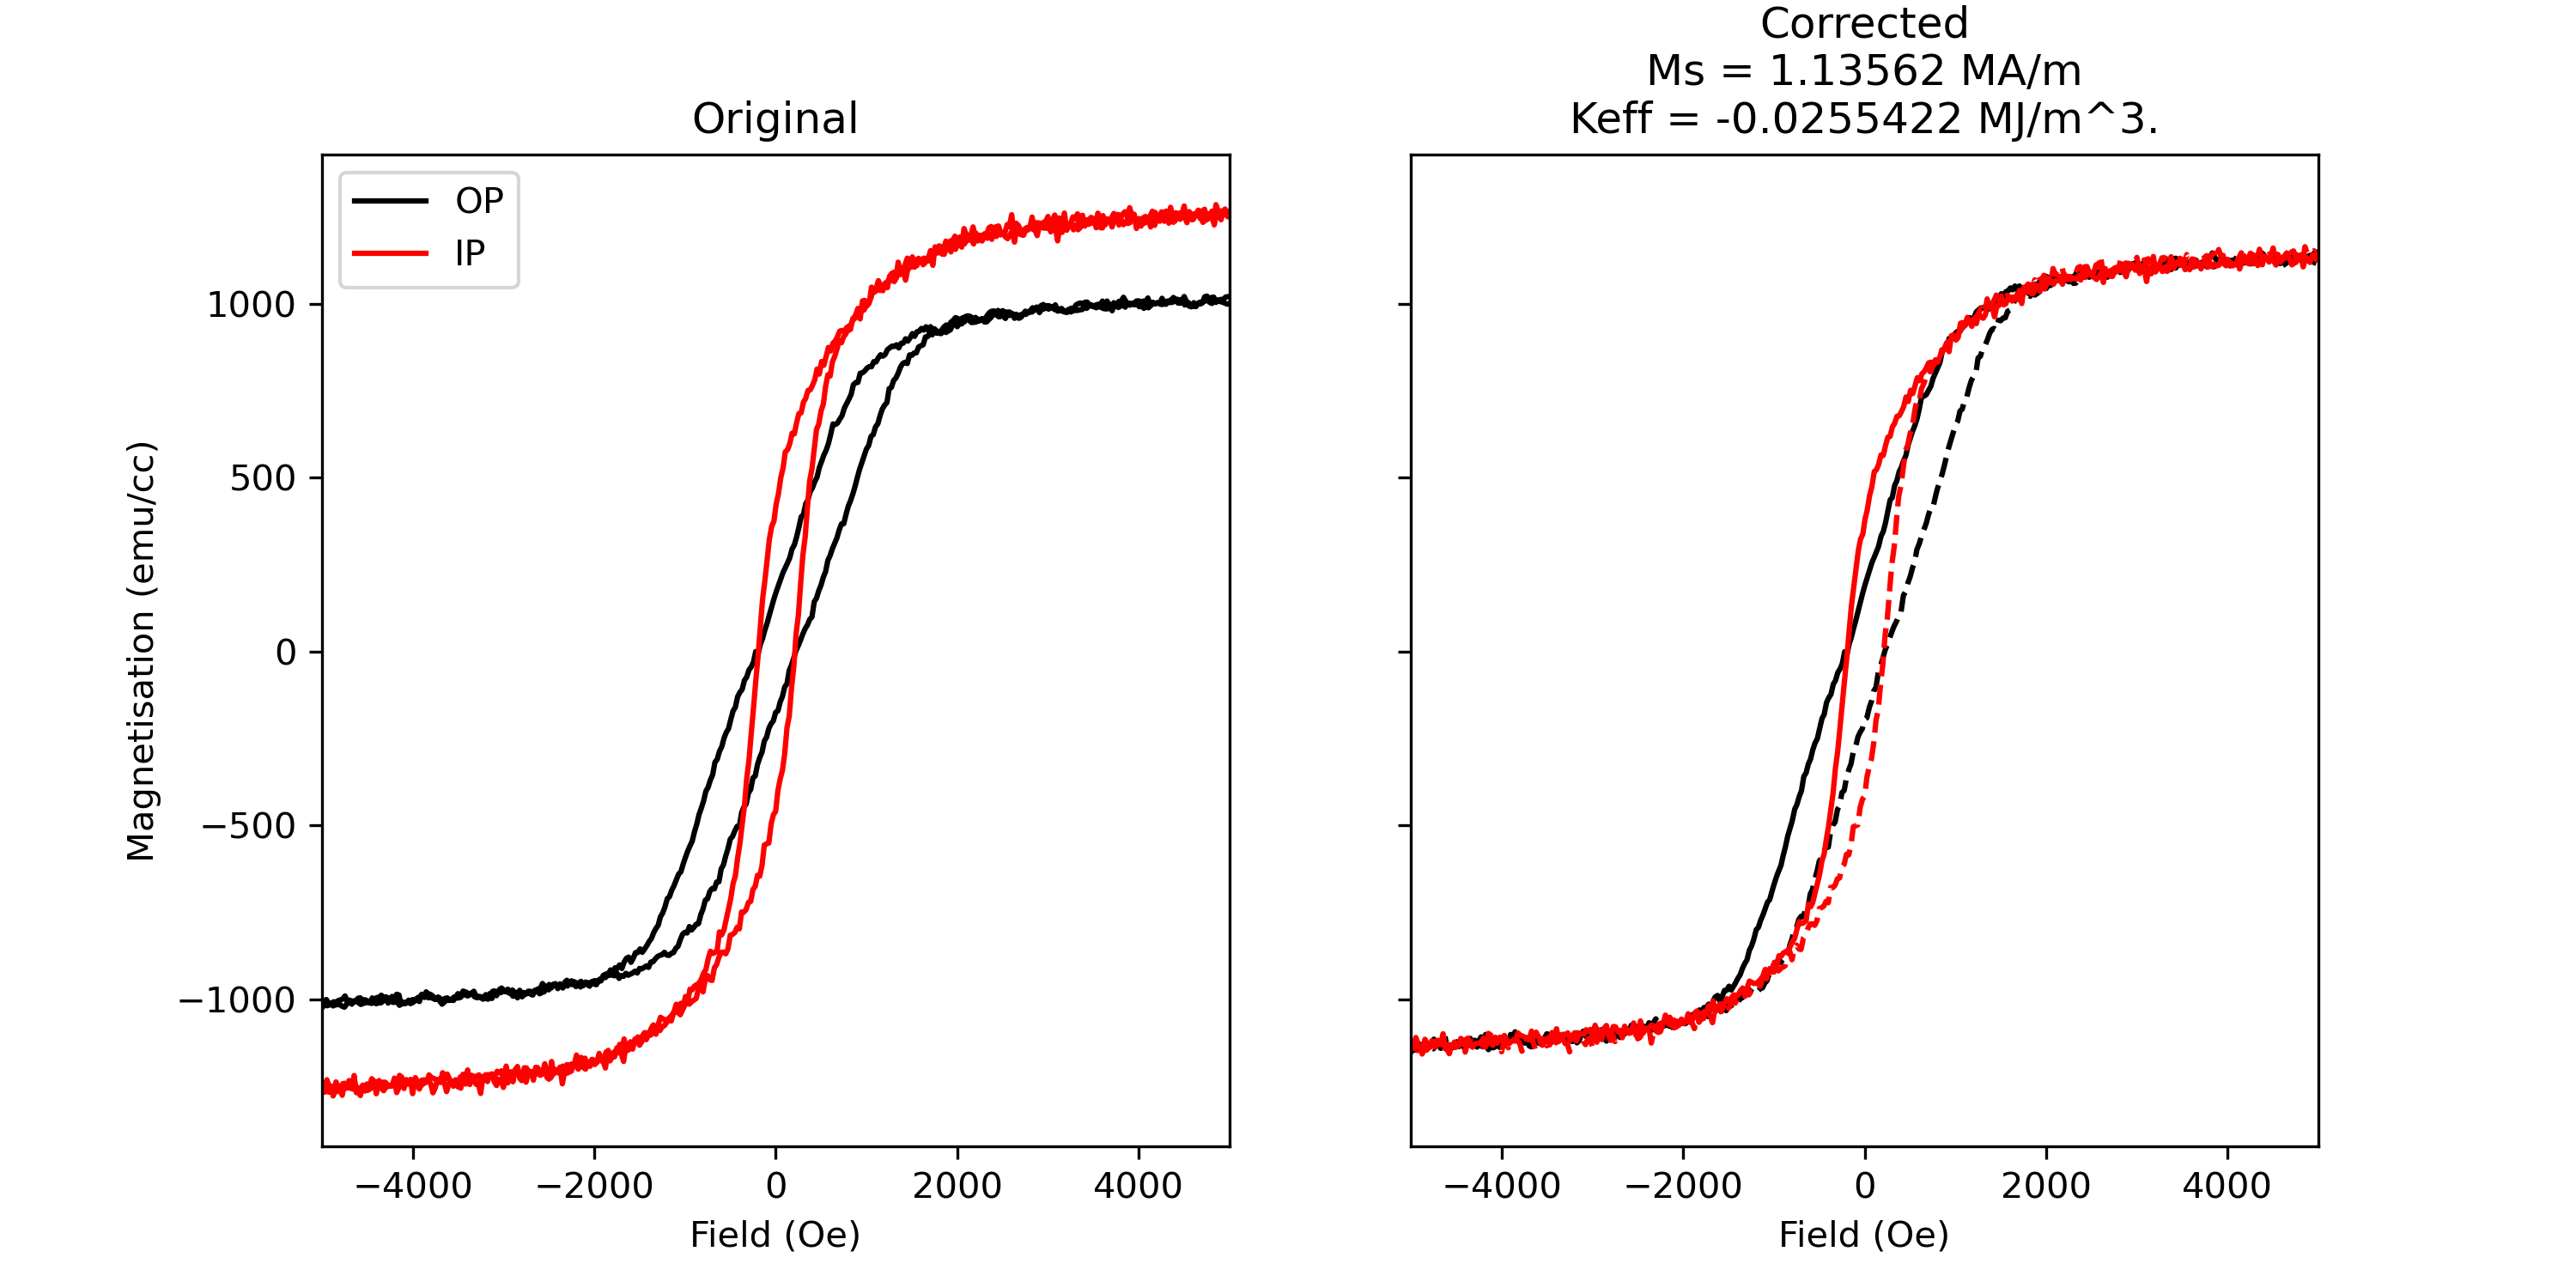 Original
OP
IP
1000
500
0
−500
−1000
Magnetisation (emu/cc)
−4000 −2000 0 2000 4000
Field (Oe)
Corrected
Ms = 1.13562 MA/m
Keff = -0.0255422 MJ/m^3.
−4000 −2000 0 2000 4000
Field (Oe)